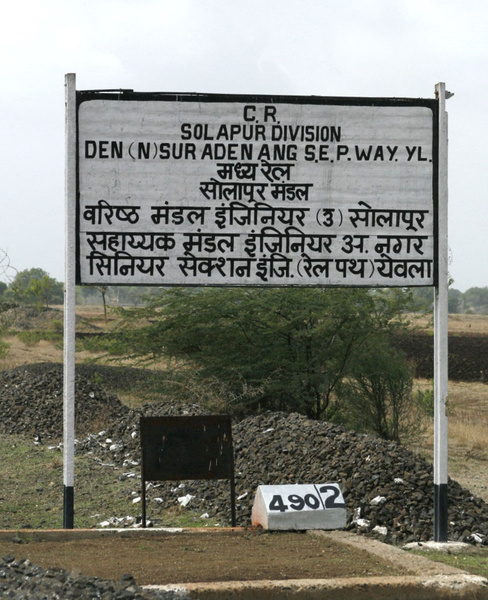 C.R.
SOLAPUR DIVISION
DEN (N) SUR ADEN ANG S.E. P.WAY. YL.
मध्य रेल
सोलापूर मंडल
वरिष्ठ मंडल इंजिनियर (उ) सोलापूर
सहाय्यक मंडल इंजिनियर अ. नगर
सिनियर सेक्शन इंजि. (रेल पथ) येवला
490/2